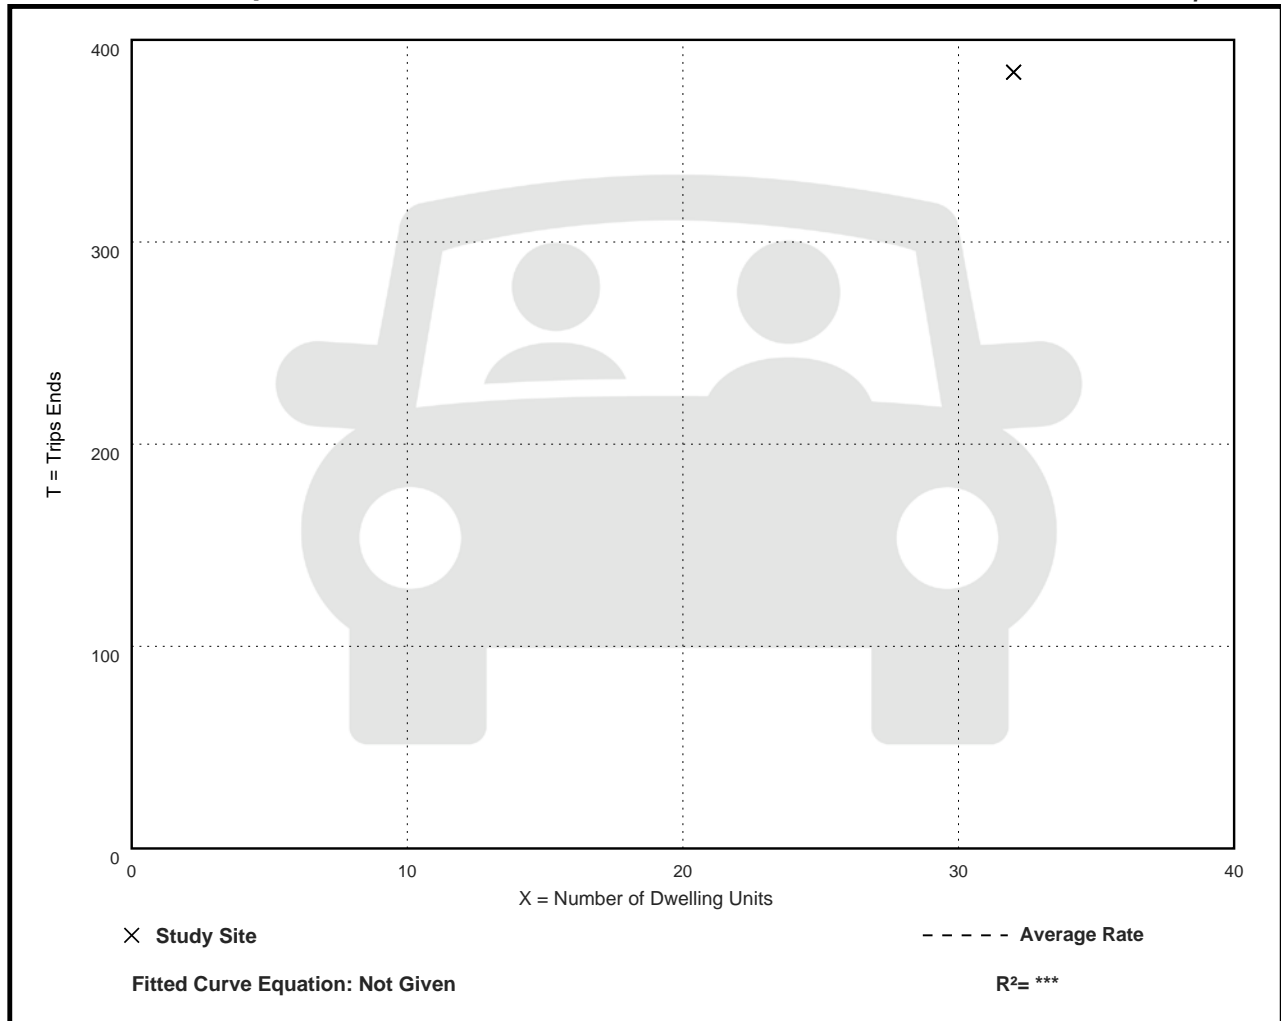 400
300
200
100
0
T = Trips Ends
0 10 20 30 40
X = Number of Dwelling Units
Study Site
Average Rate
Fitted Curve Equation: Not Given
R²= ***